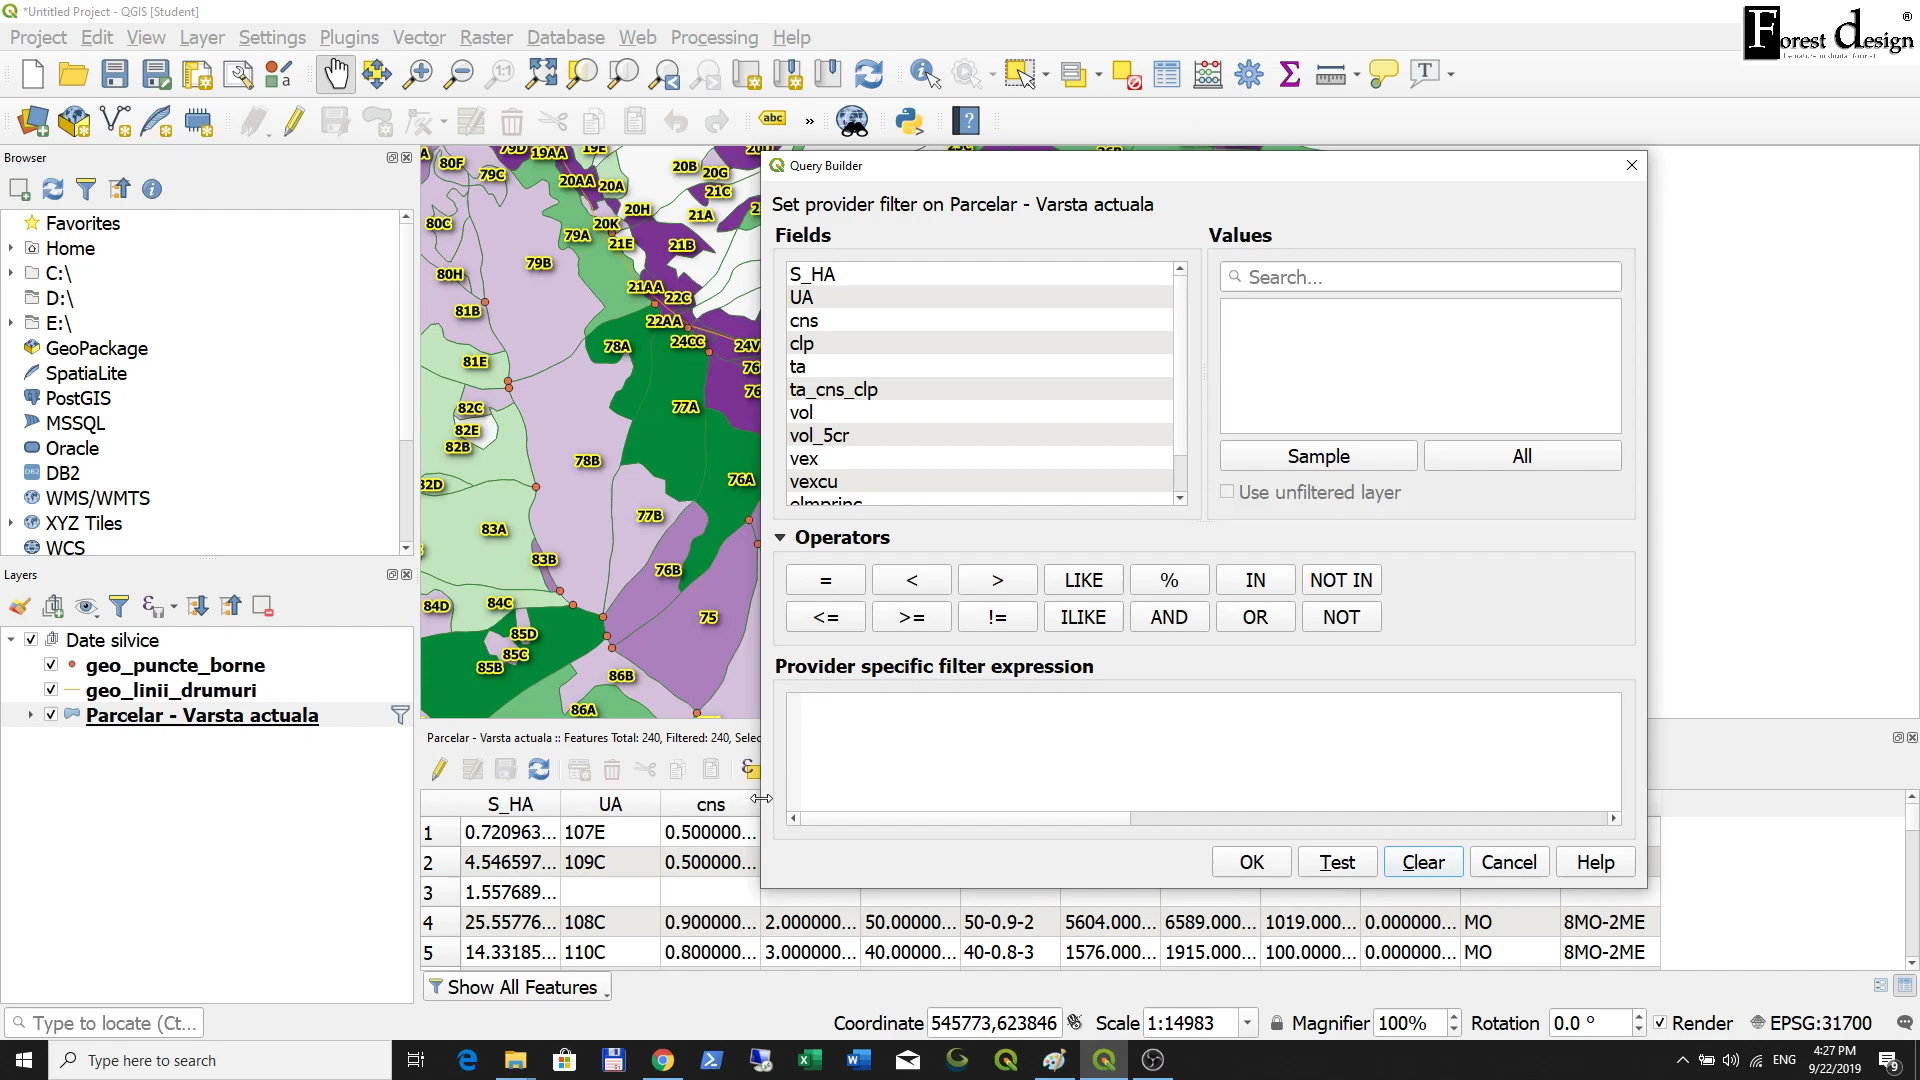 *Untitled Project - QGIS [Student]
Forest design ®
Project Edit View Layer Settings Plugins Vector Raster Database Web Processing Help
abc
Browser
Favorites
Home
C:\
D:\
E:\
GeoPackage
SpatiaLite
PostGIS
MSSQL
Oracle
DB2
WMS/WMTS
XYZ Tiles
WCS
Layers
Date silvice
geo_puncte_borne
geo_linii_drumuri
Parcelar - Varsta actuala
80F 79D 19AA 19E 20B 20G
79C 20AA 20A 21C
80C 20H 21A
20K
79A 21E 21B
79B
80H
21AA 22C
81B 22AA
78A 24CC
81E
82C 77A
82E
82B 78B
76A
77B
83A
83B 76B
84D 84C
85D 75
85C
85B 86B
86A
Query Builder
Set provider filter on Parcelar - Varsta actuala
Fields
S_HA
UA
cns
clp
ta
ta_cns_clp
vol
vol_5cr
vex
vexcu
elmprinc
Values
Search...
Sample All
Use unfiltered layer
Operators
= < > LIKE % IN NOT IN
<= >= != ILIKE AND OR NOT
Provider specific filter expression
OK Test Clear Cancel Help
Parcelar - Varsta actuala :: Features Total: 240, Filtered: 240, Selec
S_HA UA cns
1 0.720963... 107E 0.500000...
2 4.546597... 109C 0.500000...
3 1.557689...
4 25.55776... 108C 0.900000... 2.000000... 50.00000... 50-0.9-2 5604.000... 6589.000... 1019.000... 0.000000... MO 8MO-2ME
5 14.33185... 110C 0.800000... 3.000000... 40.00000... 40-0.8-3 1576.000... 1915.000... 100.0000... 0.000000... MO 8MO-2ME
Show All Features
Type to locate (Ct... Coordinate 545773,623846 Scale 1:14983 Magnifier 100% Rotation 0.0 ° Render EPSG:31700
Type here to search ENG 4:27 PM
9/22/2019